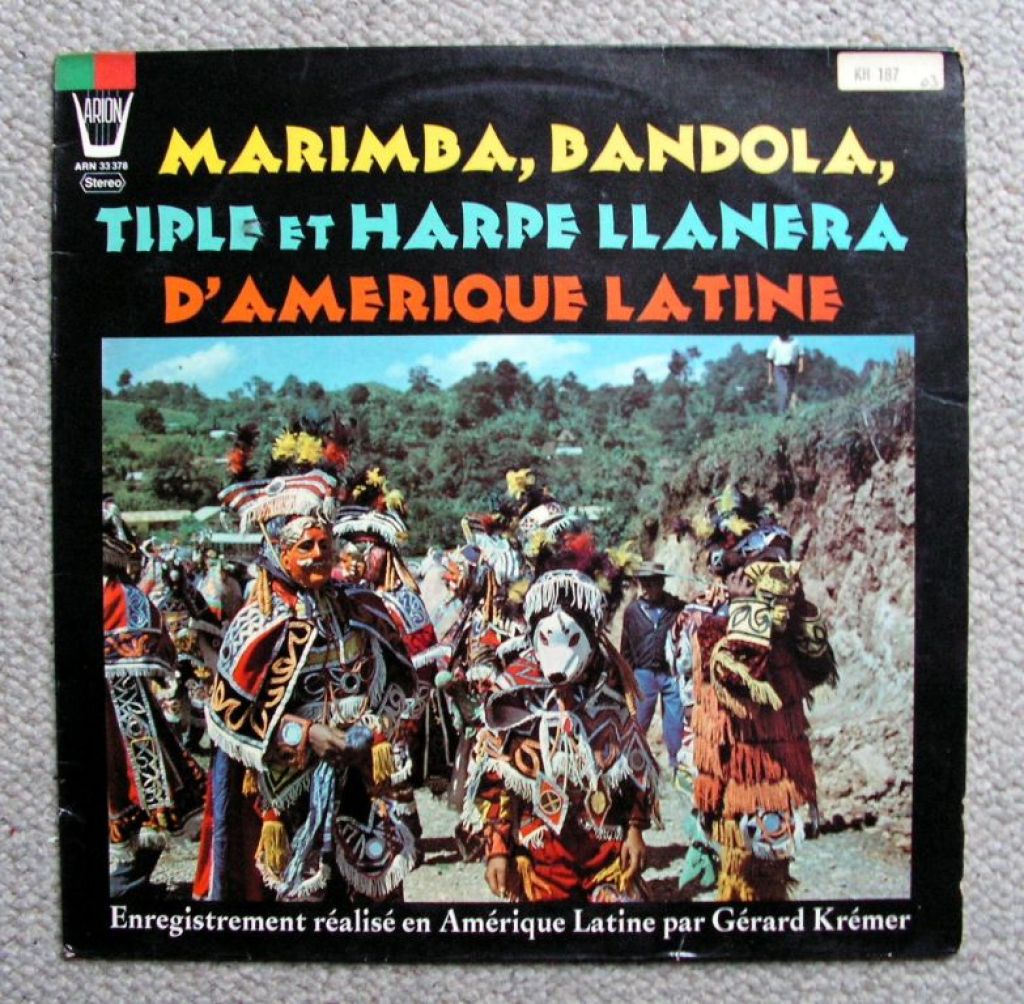 KH 187
03
ARION
ARN 33 378
Stereo
MARIMBA, BANDOLA,
TIPLE ET HARPE LLANERA
D'AMERIQUE LATINE
Enregistrement réalisé en Amérique Latine par Gérard Krémer